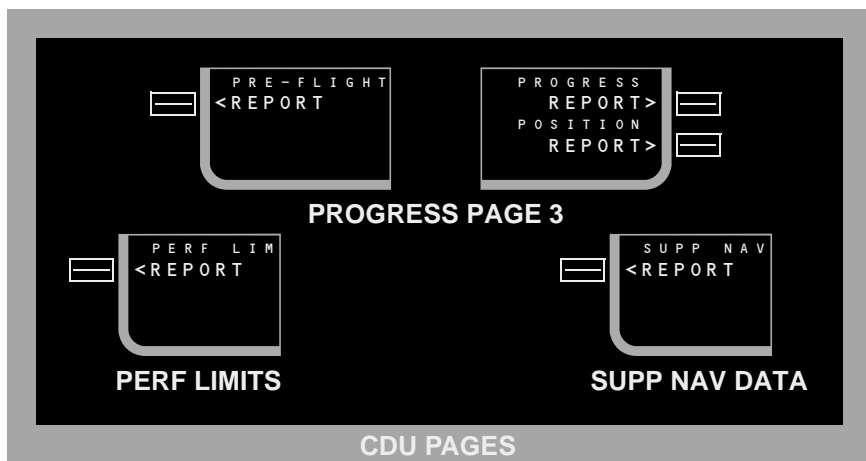 PRE-FLIGHT
<REPORT
PROGRESS
REPORT>
POSITION
REPORT>
PROGRESS PAGE 3
PERF LIM
<REPORT
SUPP NAV
<REPORT
PERF LIMITS
SUPP NAV DATA
CDU PAGES